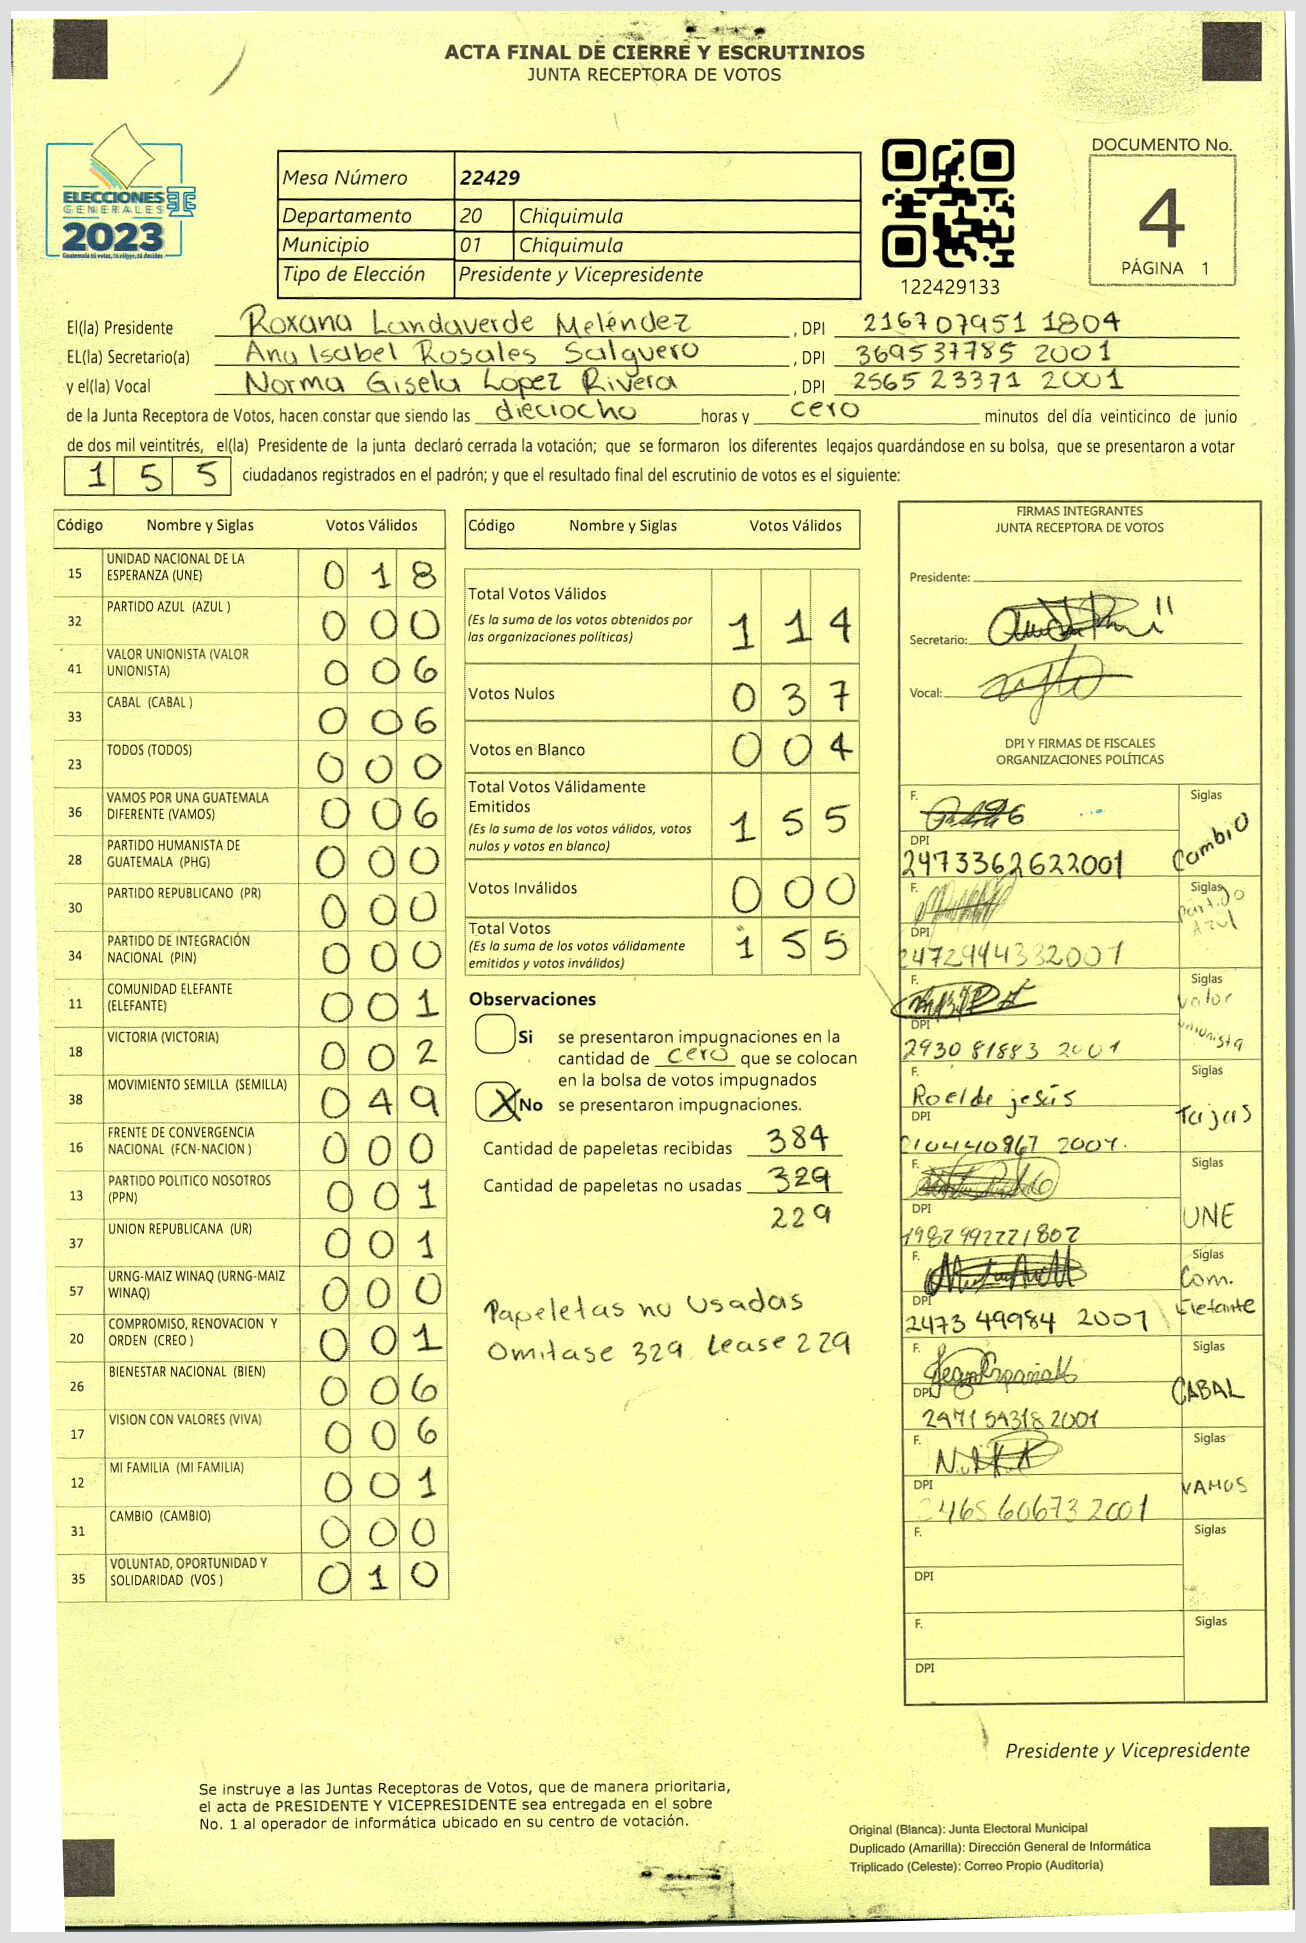 ACTA FINAL DE CIERRE Y ESCRUTINIOS
JUNTA RECEPTORA DE VOTOS
ELECCIONES
GENERALES
2023
Guatemala tú votas, tú eliges, tú decides
Mesa Número 22429
Departamento 20 Chiquimula
Municipio 01 Chiquimula
Tipo de Elección Presidente y Vicepresidente
122429133
DOCUMENTO No.
4
PÁGINA 1
El(la) Presidente Roxana Landaverde Meléndez , DPI 216707951 1804
EL(la) Secretario(a) Ana Isabel Rosales Salguero , DPI 369537785 2001
y el(la) Vocal Norma Gisela Lopez Rivera , DPI 2565 23371 2001
de la Junta Receptora de Votos, hacen constar que siendo las dieciocho horas y cero minutos del día veinticinco de junio
de dos mil veintitrés, el(la) Presidente de la junta declaró cerrada la votación; que se formaron los diferentes legajos guardándose en su bolsa, que se presentaron a votar
1 5 5 ciudadanos registrados en el padrón; y que el resultado final del escrutinio de votos es el siguiente:
Código Nombre y Siglas Votos Válidos
15 UNIDAD NACIONAL DE LA ESPERANZA (UNE) 0 1 8
32 PARTIDO AZUL (AZUL ) 0 0 0
41 VALOR UNIONISTA (VALOR UNIONISTA) 0 0 6
33 CABAL (CABAL ) 0 0 6
23 TODOS (TODOS) 0 0 0
36 VAMOS POR UNA GUATEMALA DIFERENTE (VAMOS) 0 0 6
28 PARTIDO HUMANISTA DE GUATEMALA (PHG) 0 0 0
30 PARTIDO REPUBLICANO (PR) 0 0 0
34 PARTIDO DE INTEGRACIÓN NACIONAL (PIN) 0 0 0
11 COMUNIDAD ELEFANTE (ELEFANTE) 0 0 1
18 VICTORIA (VICTORIA) 0 0 2
38 MOVIMIENTO SEMILLA (SEMILLA) 0 4 9
16 FRENTE DE CONVERGENCIA NACIONAL (FCN-NACION ) 0 0 0
13 PARTIDO POLITICO NOSOTROS (PPN) 0 0 1
37 UNION REPUBLICANA (UR) 0 0 1
57 URNG-MAIZ WINAQ (URNG-MAIZ WINAQ) 0 0 0
20 COMPROMISO, RENOVACION Y ORDEN (CREO ) 0 0 1
26 BIENESTAR NACIONAL (BIEN) 0 0 6
17 VISION CON VALORES (VIVA) 0 0 6
12 MI FAMILIA (MI FAMILIA) 0 0 1
31 CAMBIO (CAMBIO) 0 0 0
35 VOLUNTAD, OPORTUNIDAD Y SOLIDARIDAD (VOS ) 0 1 0
Código Nombre y Siglas Votos Válidos
Total Votos Válidos 1 1 4
(Es la suma de los votos obtenidos por
las organizaciones políticas)
Votos Nulos 0 3 7
Votos en Blanco 0 0 4
Total Votos Válidamente
Emitidos 1 5 5
(Es la suma de los votos válidos, votos
nulos y votos en blanco)
Votos Inválidos 0 0 0
Total Votos 1 5 5
(Es la suma de los votos válidamente
emitidos y votos inválidos)
Observaciones
Si se presentaron impugnaciones en la
cantidad de cero que se colocan
en la bolsa de votos impugnados
X No se presentaron impugnaciones.
Cantidad de papeletas recibidas 384
Cantidad de papeletas no usadas 329
229
Papeletas no usadas
Omitase 329 Lease 229
FIRMAS INTEGRANTES
JUNTA RECEPTORA DE VOTOS
Presidente:
Secretario:
Vocal:
DPI Y FIRMAS DE FISCALES
ORGANIZACIONES POLÍTICAS
F. Siglas
DPI Cambio
2473362622001
F. Siglas
DPI partido Azul
2472944332001
F. Siglas
DPI valor unionista
2930 81883 2001
F. Roel de jesús Siglas
DPI Tajas
210440867 2001.
F. Siglas
DPI UNE
1982992221802
F. Siglas
DPI Com. Elefante
2473 49984 2001
F. Siglas
DPI CABAL
2971 59318 2001
F. Siglas
DPI VAMOS
2465 60673 2001
F. Siglas
DPI
F. Siglas
DPI
Presidente y Vicepresidente
Se instruye a las Juntas Receptoras de Votos, que de manera prioritaria,
el acta de PRESIDENTE Y VICEPRESIDENTE sea entregada en el sobre
No. 1 al operador de informática ubicado en su centro de votación.
Original (Blanca): Junta Electoral Municipal
Duplicado (Amarilla): Dirección General de Informática
Triplicado (Celeste): Correo Propio (Auditoría)